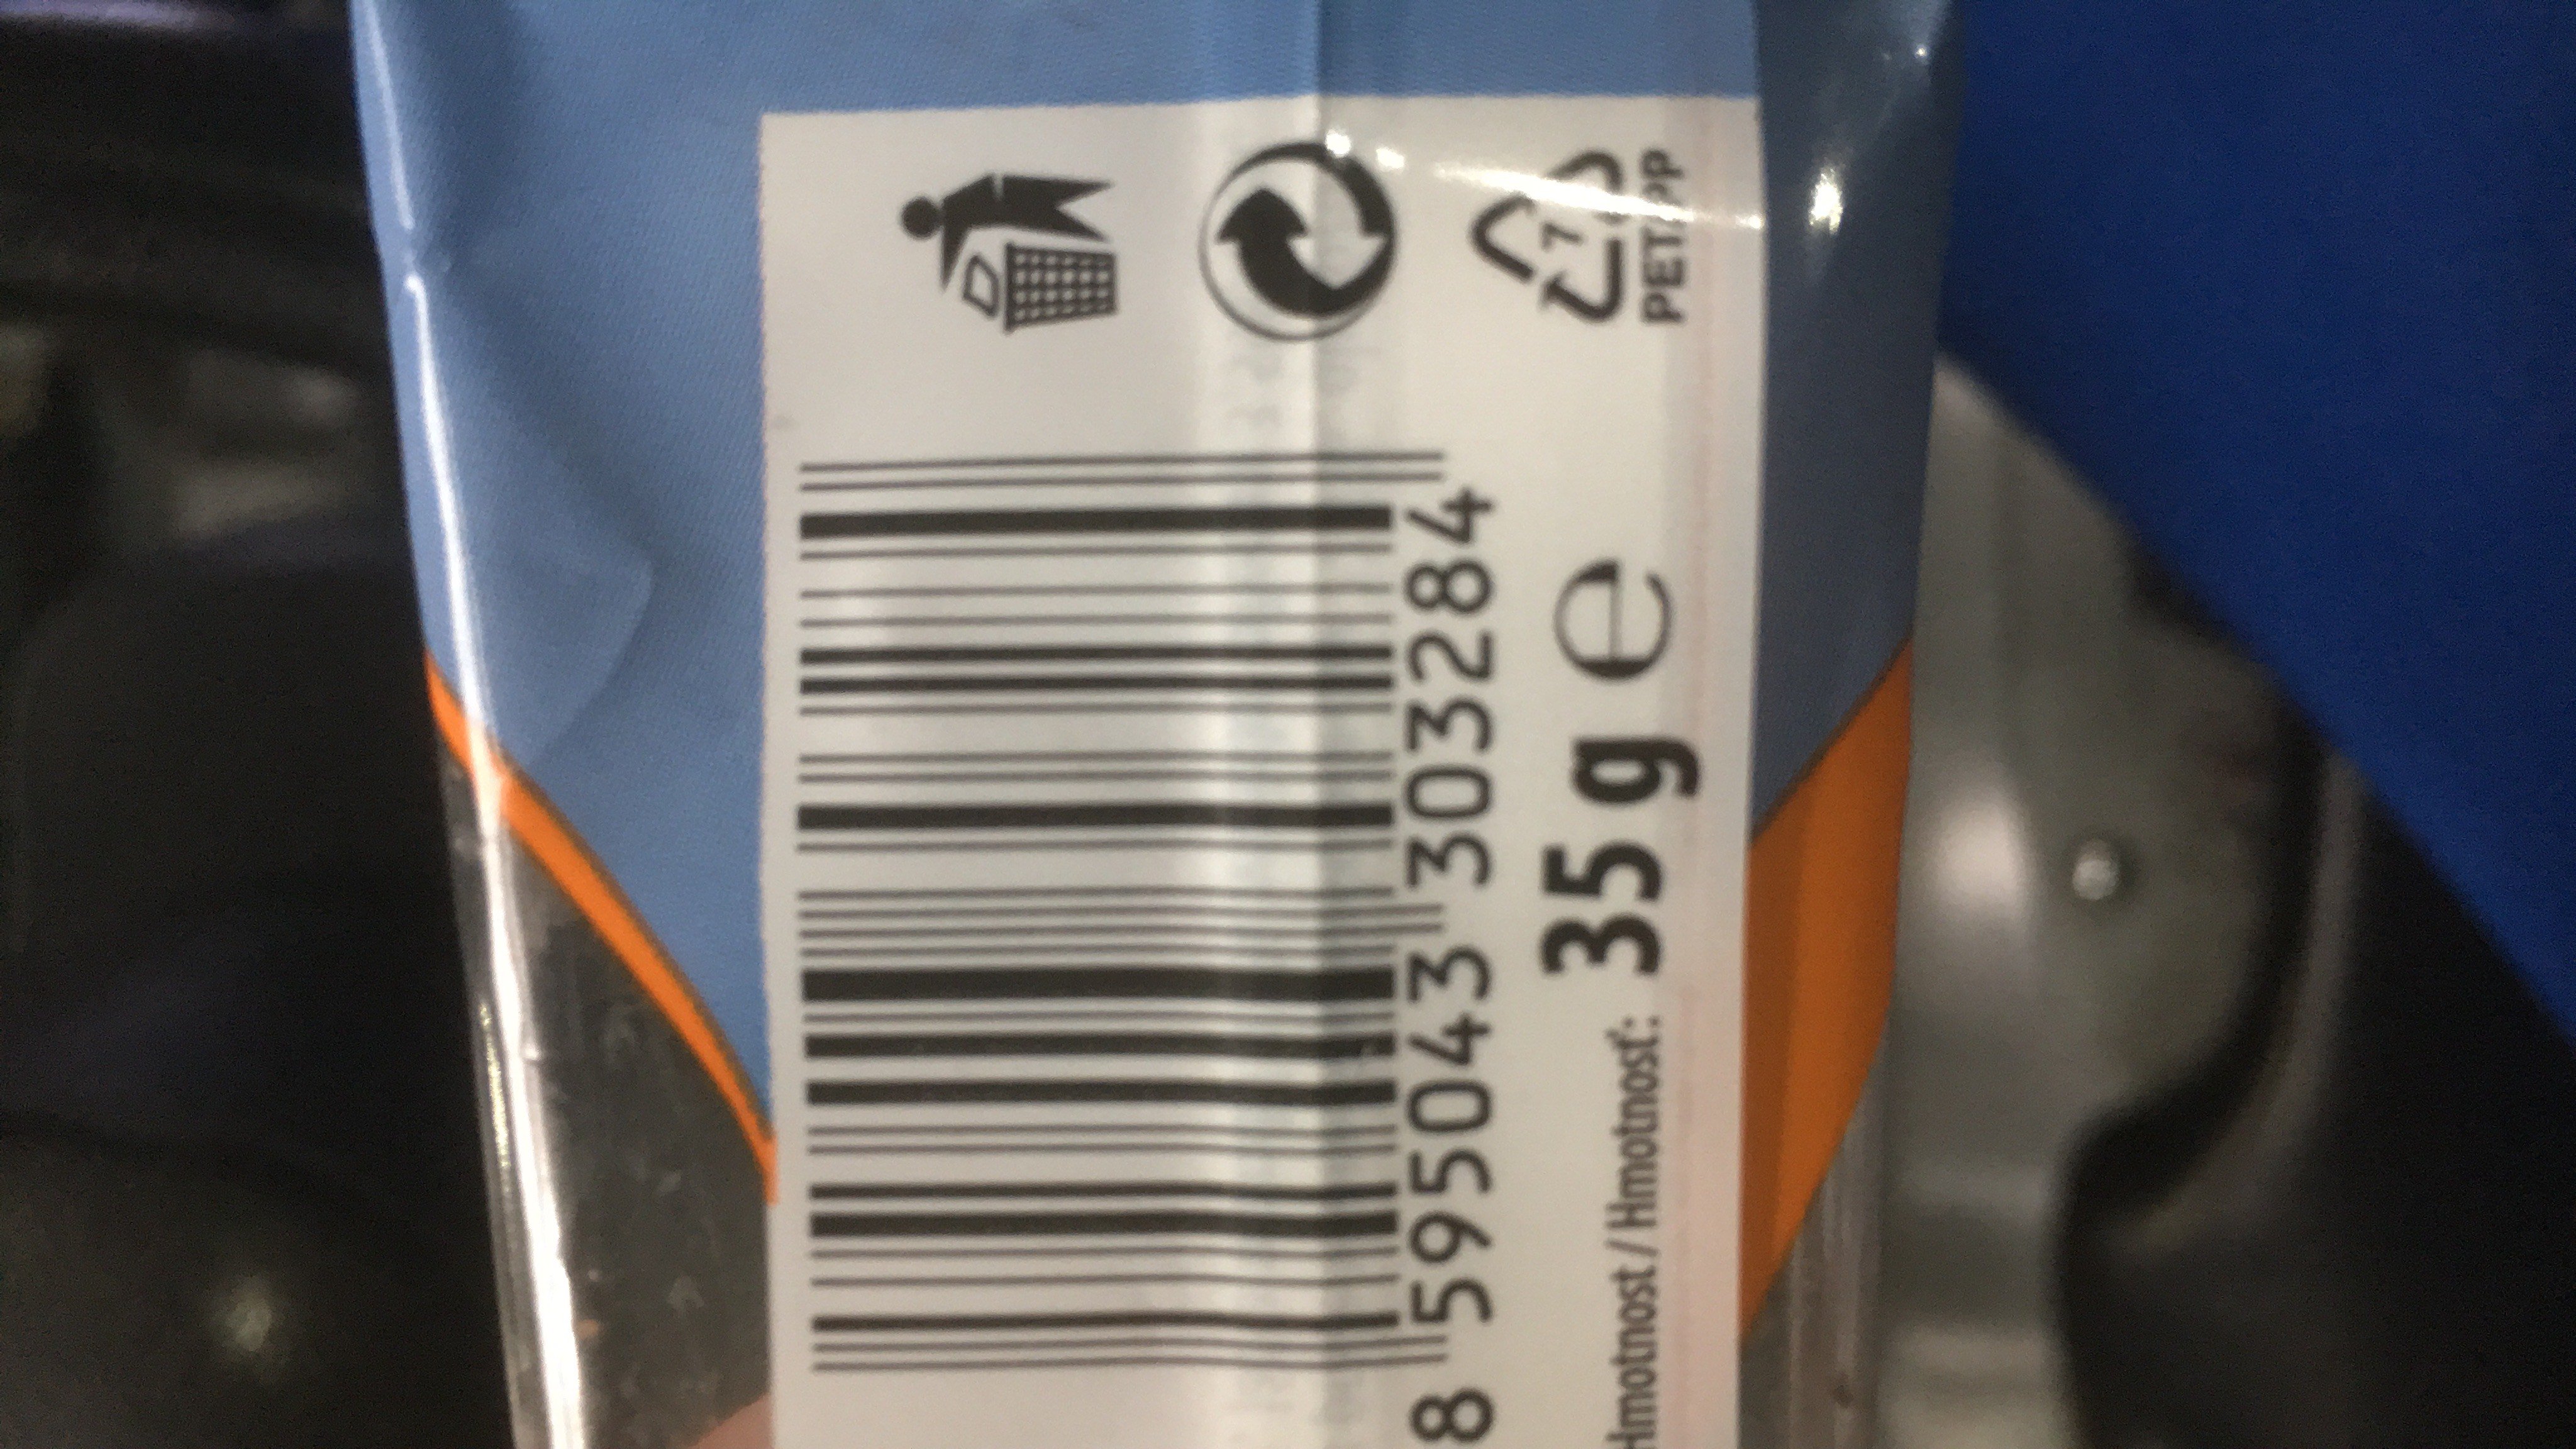 7
PET/PP
8 595043 303284
Hmotnost / Hmotnosť: 35 g e